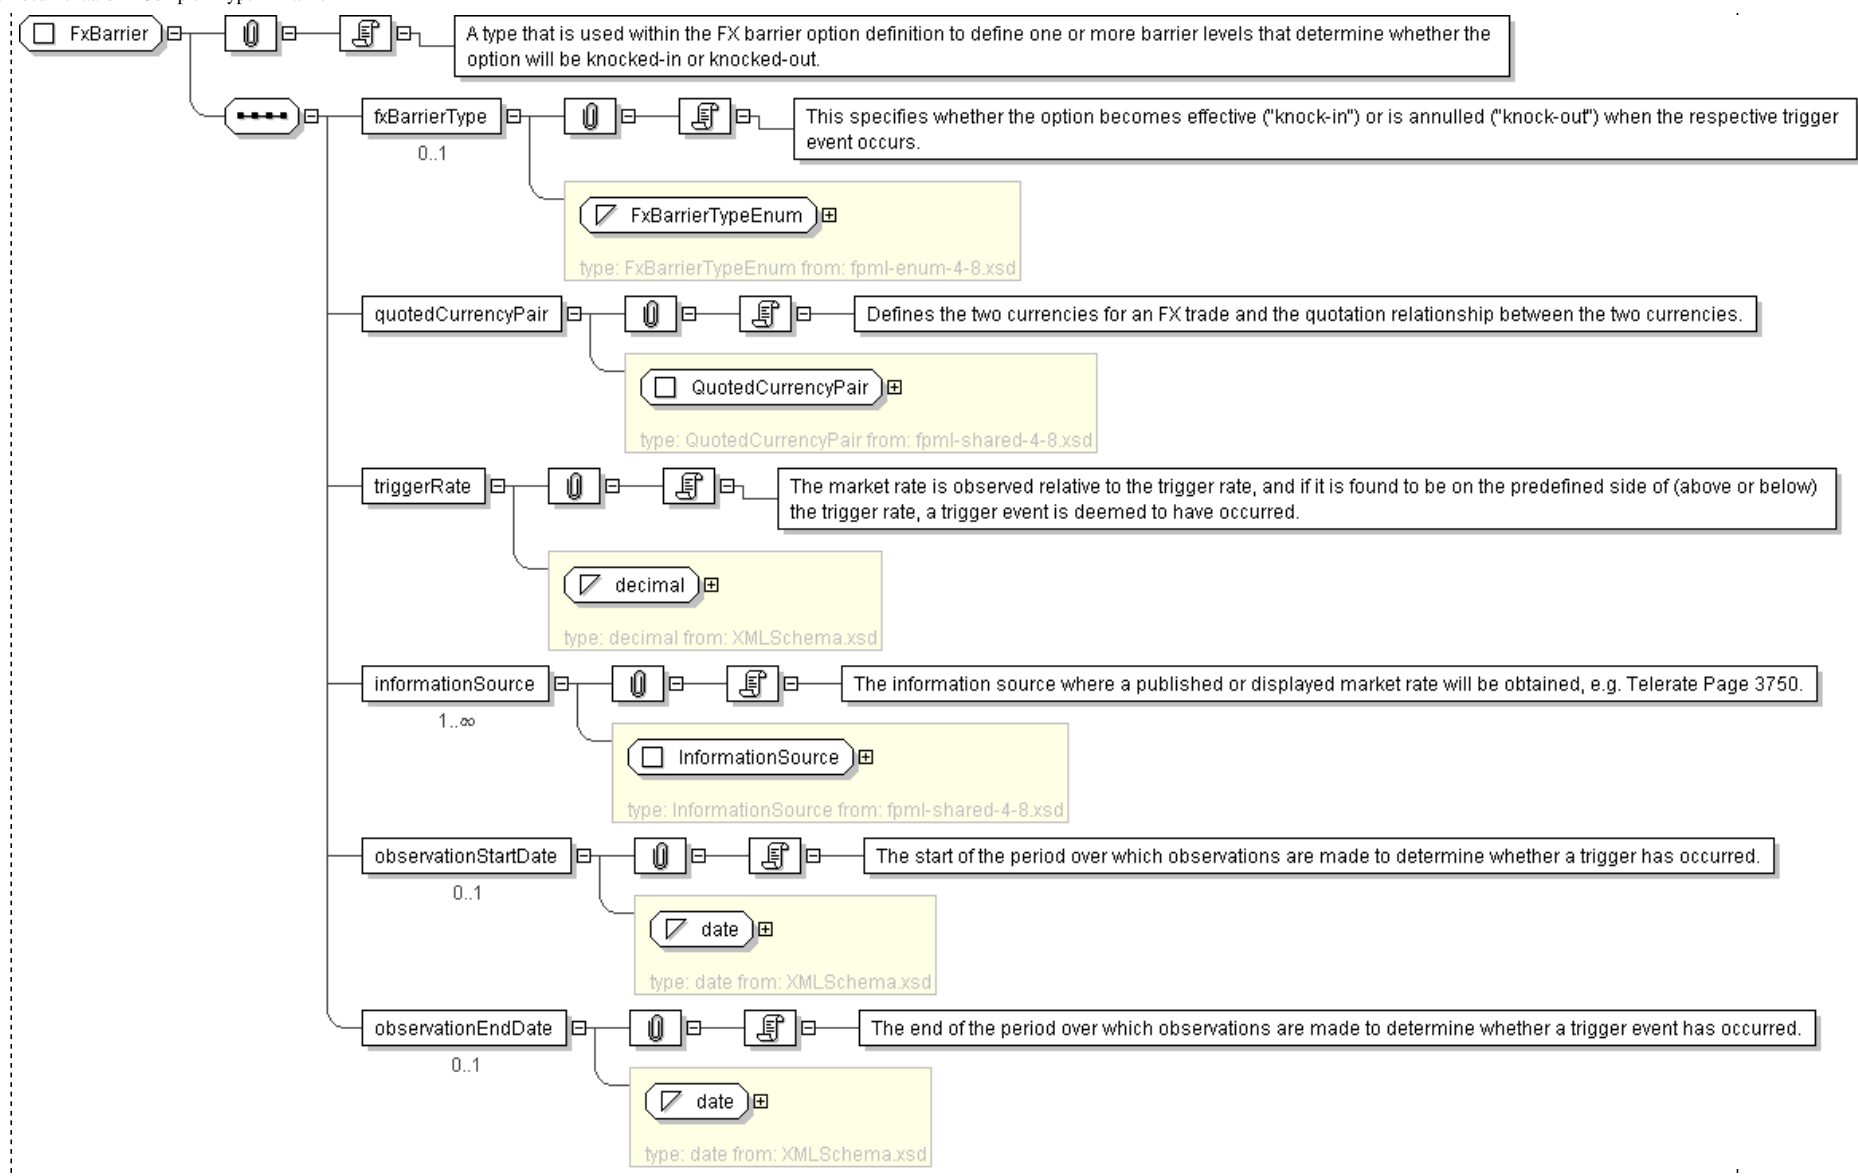 FxBarrier
A type that is used within the FX barrier option definition to define one or more barrier levels that determine whether the
option will be knocked-in or knocked-out.
fxBarrierType
0..1
This specifies whether the option becomes effective ("knock-in") or is annulled ("knock-out") when the respective trigger
event occurs.
FxBarrierTypeEnum
type: FxBarrierTypeEnum from: fpml-enum-4-8.xsd
quotedCurrencyPair
Defines the two currencies for an FX trade and the quotation relationship between the two currencies.
QuotedCurrencyPair
type: QuotedCurrencyPair from: fpml-shared-4-8.xsd
triggerRate
The market rate is observed relative to the trigger rate, and if it is found to be on the predefined side of (above or below)
the trigger rate, a trigger event is deemed to have occurred.
decimal
type: decimal from: XMLSchema.xsd
informationSource
1..∞
The information source where a published or displayed market rate will be obtained, e.g. Telerate Page 3750.
InformationSource
type: InformationSource from: fpml-shared-4-8.xsd
observationStartDate
0..1
The start of the period over which observations are made to determine whether a trigger has occurred.
date
type: date from: XMLSchema.xsd
observationEndDate
0..1
The end of the period over which observations are made to determine whether a trigger event has occurred.
date
type: date from: XMLSchema.xsd